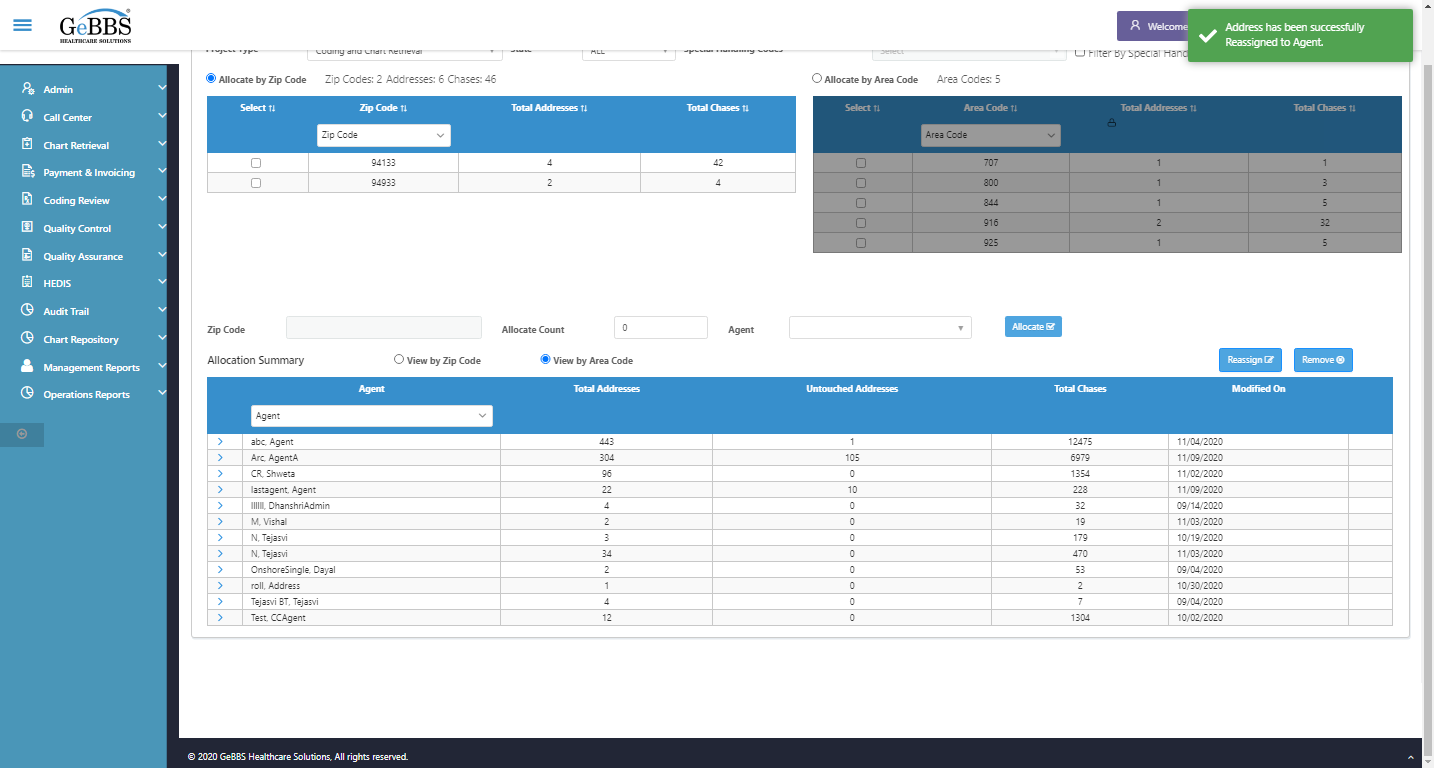 GeBBS
HEALTHCARE SOLUTIONS
Welcome
Address has been successfully
Reassigned to Agent.
Project Type
Coding and Chart Retrieval
State
ALL
Special Handling Codes
Select
Filter By Special Hand
Admin
Call Center
Chart Retrieval
Payment & Invoicing
Coding Review
Quality Control
Quality Assurance
HEDIS
Audit Trail
Chart Repository
Management Reports
Operations Reports
Allocate by Zip Code Zip Codes: 2 Addresses: 6 Chases: 46
Select Zip Code Total Addresses Total Chases
Zip Code
94133 4 42
94933 2 4
Allocate by Area Code Area Codes: 5
Select Area Code Total Addresses Total Chases
Area Code
707 1 1
800 1 3
844 1 5
916 2 32
925 1 5
Zip Code Allocate Count 0 Agent Allocate
Allocation Summary View by Zip Code View by Area Code Reassign Remove
Agent Total Addresses Untouched Addresses Total Chases Modified On
Agent
abc, Agent 443 1 12475 11/04/2020
Arc, AgentA 304 105 6979 11/09/2020
CR, Shweta 96 0 1354 11/02/2020
lastagent, Agent 22 10 228 11/09/2020
DhanshriAdmin 4 0 32 09/14/2020
M, Vishal 2 0 19 11/03/2020
N, Tejasvi 3 0 179 10/19/2020
N, Tejasvi 34 0 470 11/03/2020
OnshoreSingle, Dayal 2 0 53 09/04/2020
roll, Address 1 0 2 10/30/2020
Tejasvi BT, Tejasvi 4 0 7 09/04/2020
Test, CCAgent 12 0 1304 10/02/2020
© 2020 GeBBS Healthcare Solutions, All rights reserved.